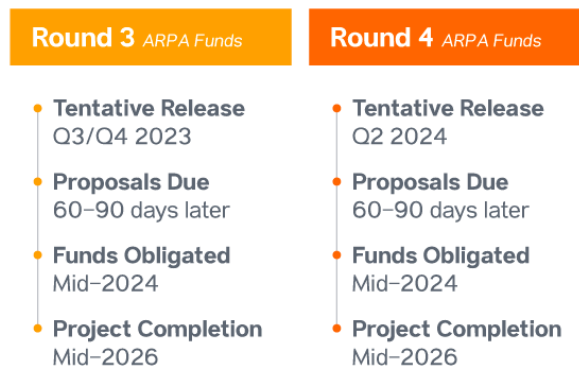 Round 3 ARPA Funds
Tentative Release
Q3/Q4 2023
Proposals Due
60–90 days later
Funds Obligated
Mid–2024
Project Completion
Mid–2026
Round 4 ARPA Funds
Tentative Release
Q2 2024
Proposals Due
60–90 days later
Funds Obligated
Mid–2024
Project Completion
Mid–2026